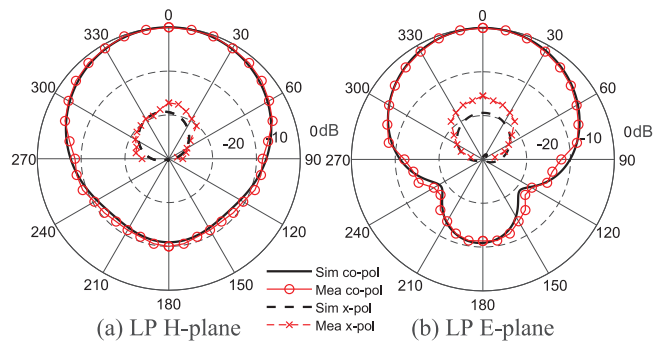 0
330 30
300 60
270 90
240 120
210 150
180
-20 -10 0dB
0
330 30
300 60
270 90
240 120
210 150
180
-20 -10 0dB
Sim co-pol
Mea co-pol
Sim x-pol
Mea x-pol
(a) LP H-plane
(b) LP E-plane